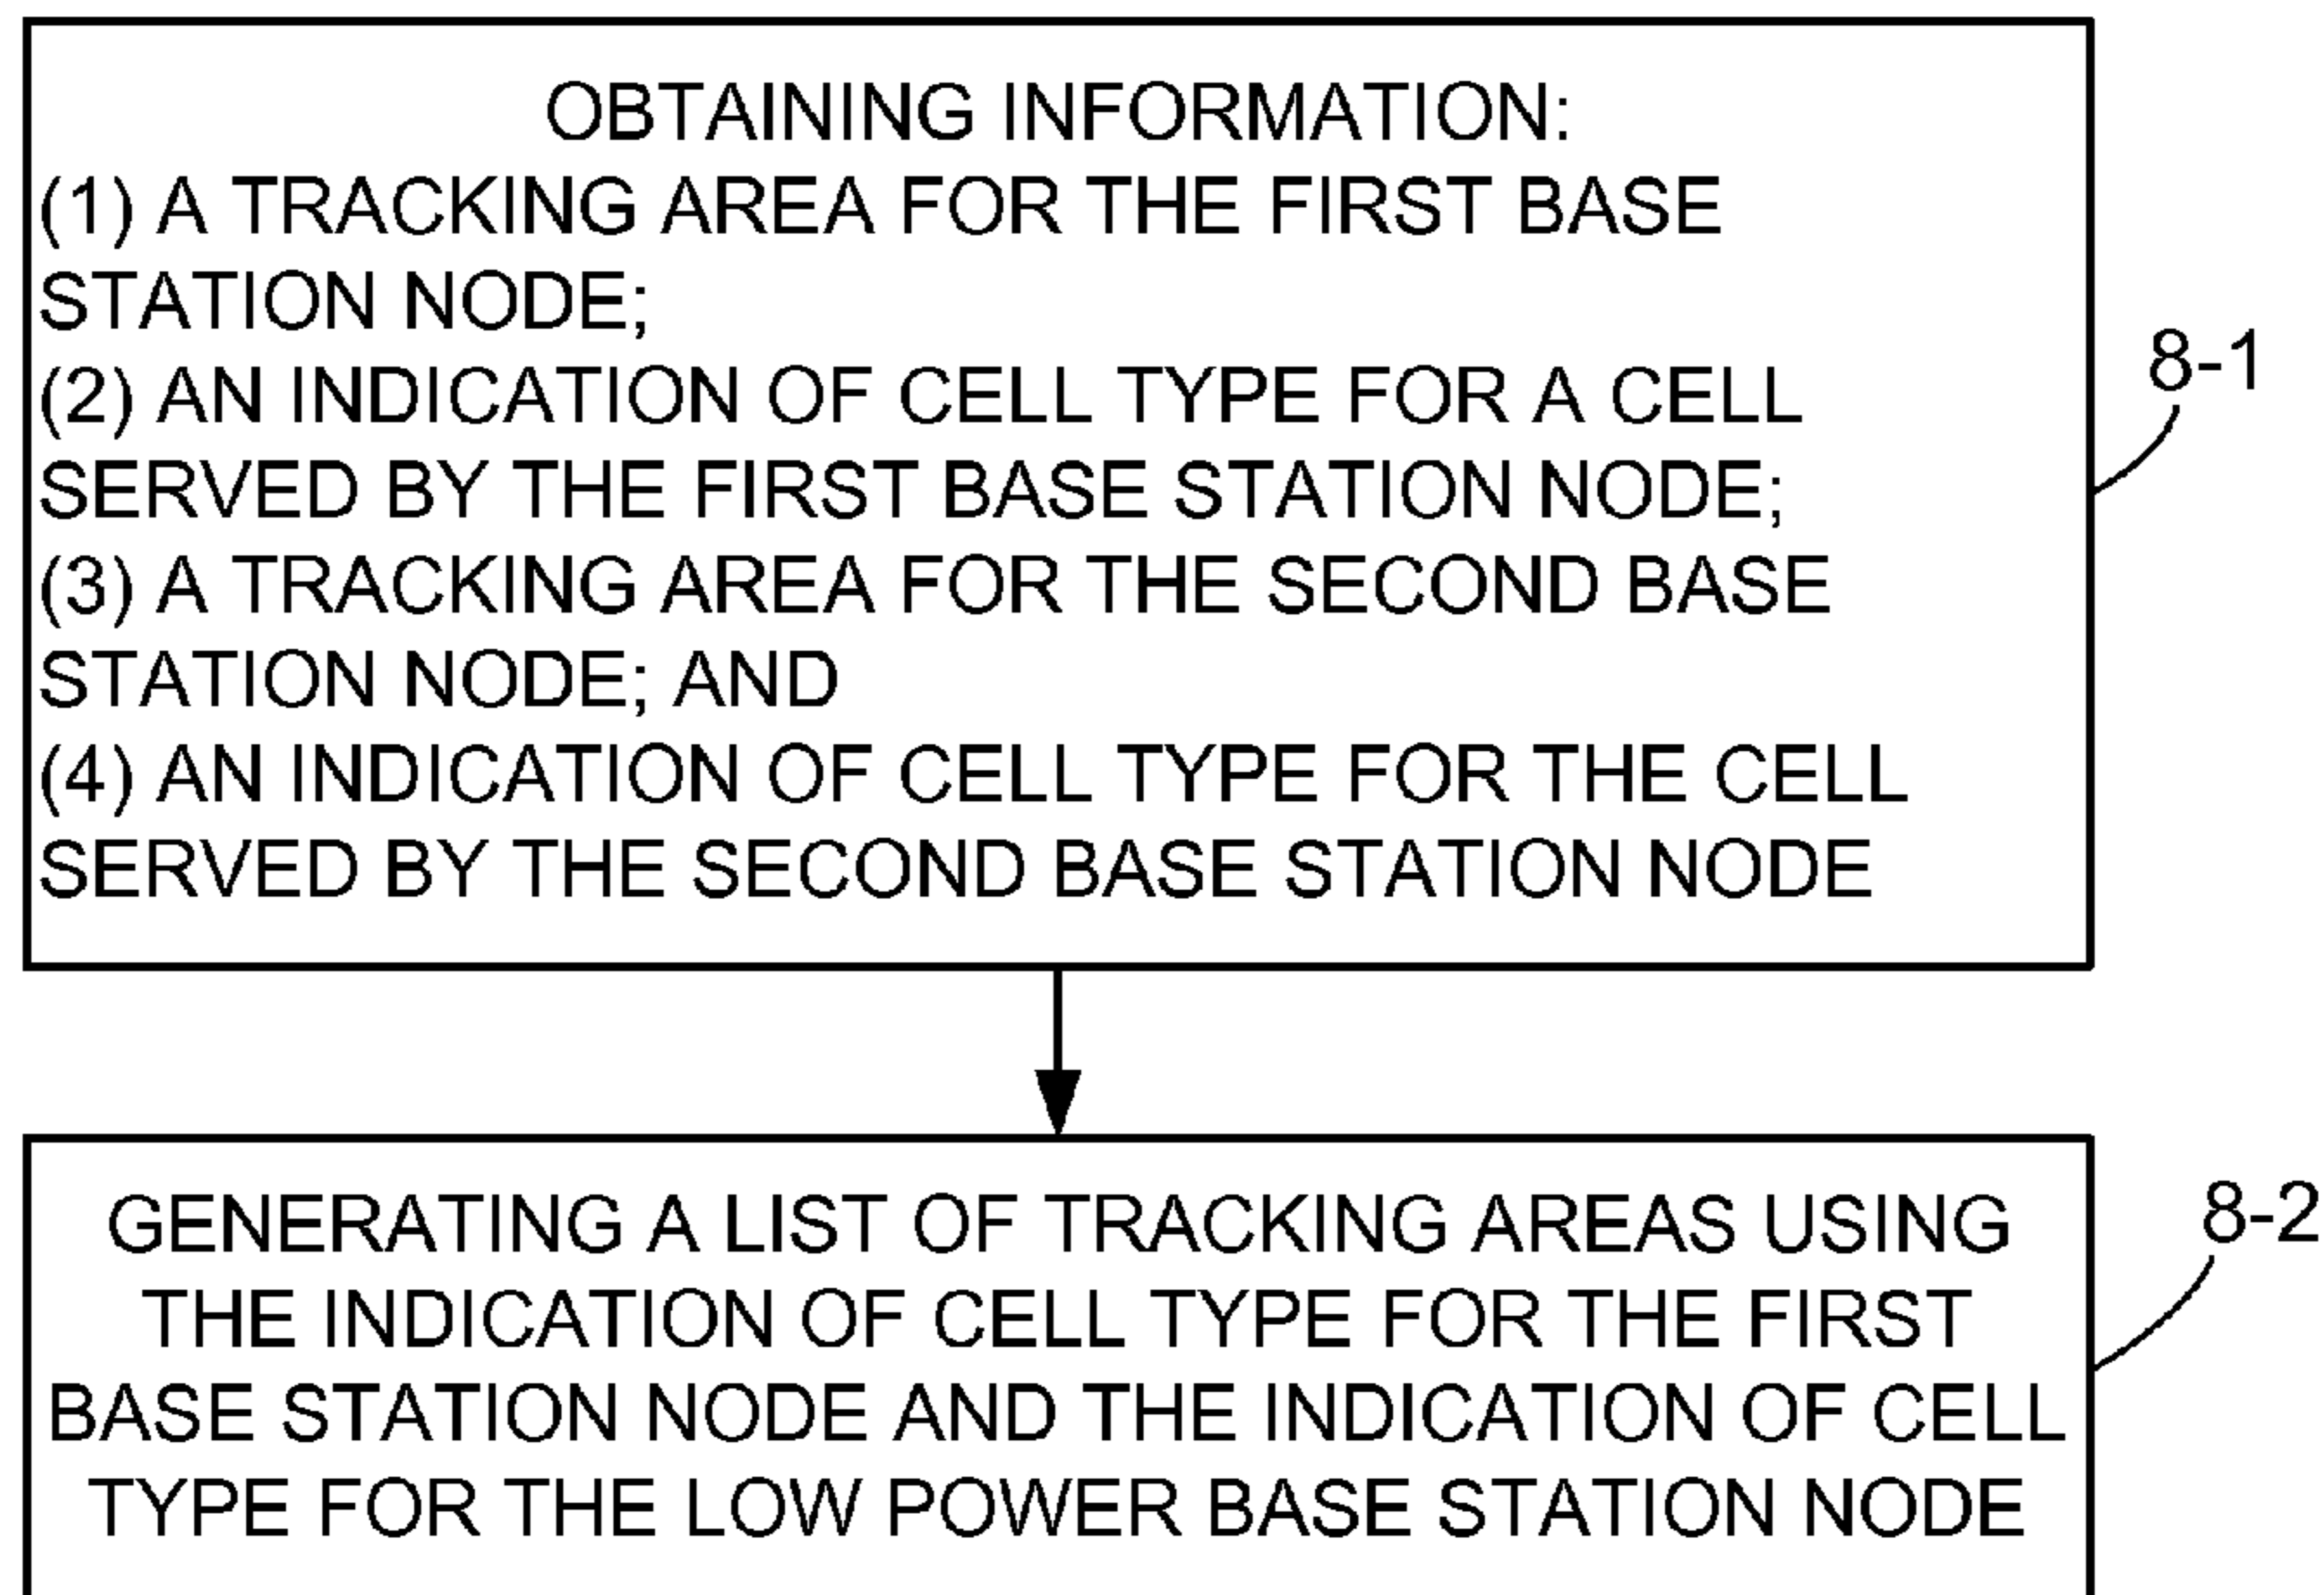 OBTAINING INFORMATION:
(1) A TRACKING AREA FOR THE FIRST BASE
STATION NODE;
(2) AN INDICATION OF CELL TYPE FOR A CELL
SERVED BY THE FIRST BASE STATION NODE;
(3) A TRACKING AREA FOR THE SECOND BASE
STATION NODE; AND
(4) AN INDICATION OF CELL TYPE FOR THE CELL
SERVED BY THE SECOND BASE STATION NODE
8-1
GENERATING A LIST OF TRACKING AREAS USING
THE INDICATION OF CELL TYPE FOR THE FIRST
BASE STATION NODE AND THE INDICATION OF CELL
TYPE FOR THE LOW POWER BASE STATION NODE
8-2